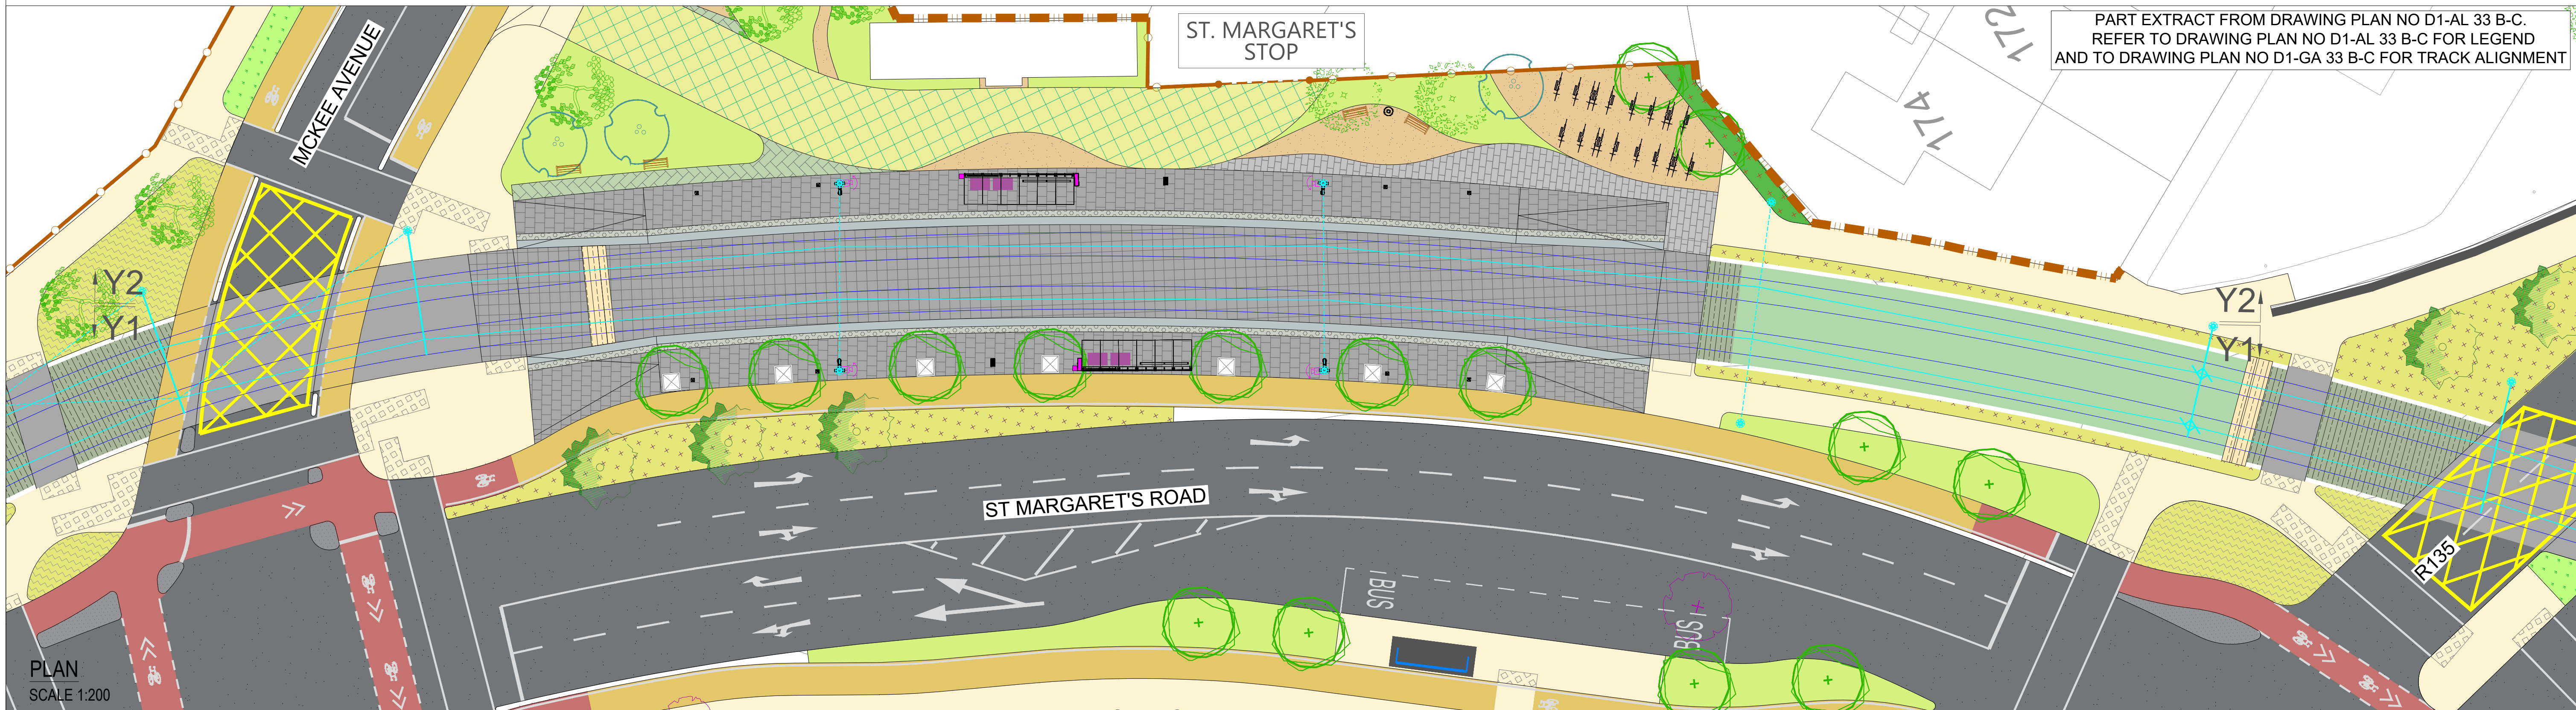 PART EXTRACT FROM DRAWING PLAN NO D1-AL 33 B-C.
REFER TO DRAWING PLAN NO D1-AL 33 B-C FOR LEGEND
AND TO DRAWING PLAN NO D1-GA 33 B-C FOR TRACK ALIGNMENT
ST. MARGARET'S
STOP
172
174
MCKEE AVENUE
Y2
Y1
Y2
Y1
ST MARGARET'S ROAD
R135
BUS
BUS
PLAN
SCALE 1:200